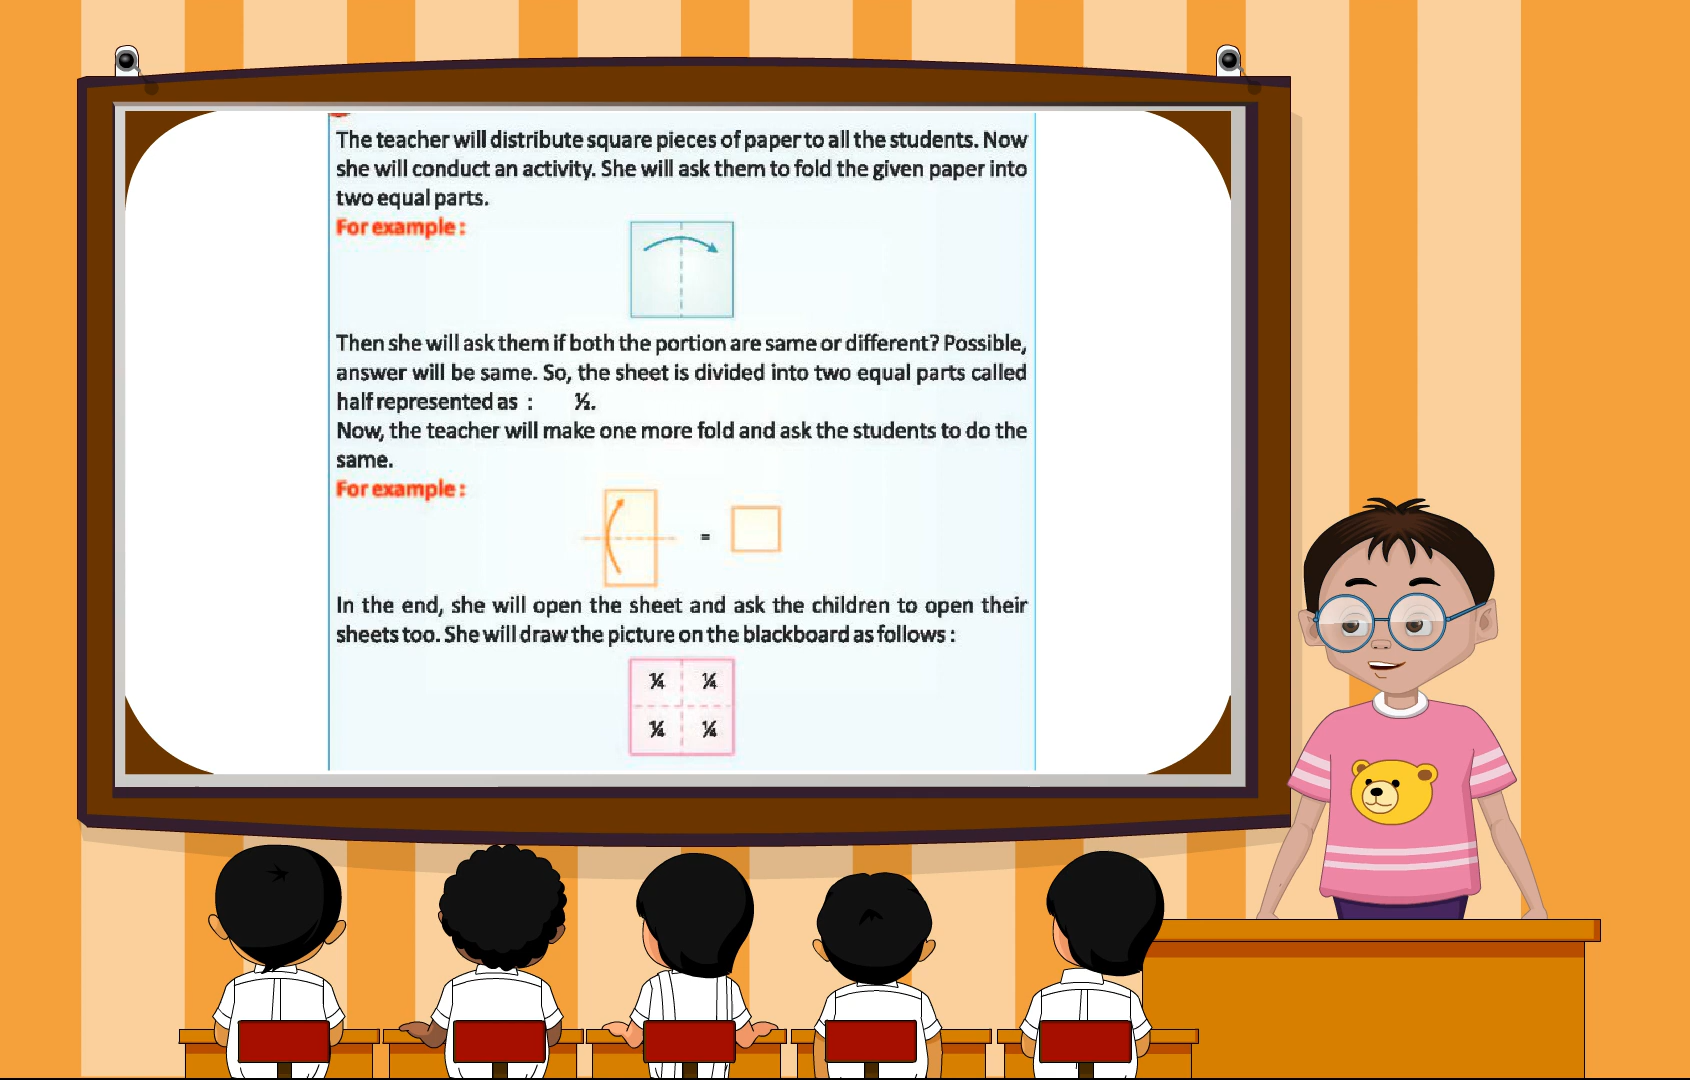 The teacher will distribute square pieces of paper to all the students. Now
she will conduct an activity. She will ask them to fold the given paper into
two equal parts.
For example :
Then she will ask them if both the portion are same or different? Possible,
answer will be same. So, the sheet is divided into two equal parts called
half represented as : ½.
Now, the teacher will make one more fold and ask the students to do the
same.
For example :
=
In the end, she will open the sheet and ask the children to open their
sheets too. She will draw the picture on the blackboard as follows :
¼ ¼
¼ ¼